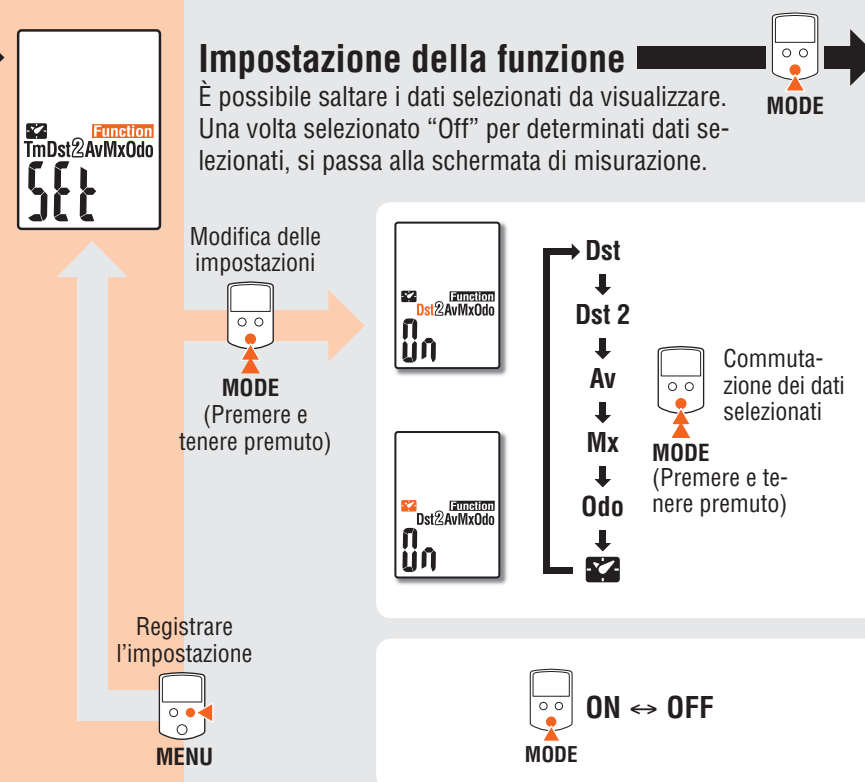 Impostazione della funzione
È possibile saltare i dati selezionati da visualizzare.
Una volta selezionato “Off” per determinati dati se-
lezionati, si passa alla schermata di misurazione.
MODE
Function
TmDst2AvMxOdo
SEt
Modifica delle
impostazioni
MODE
(Premere e
tenere premuto)
Function
Dst2AvMxOdo
On
Function
Dst2AvMxOdo
On
Dst
Dst 2
Av
Mx
Odo
Commuta-
zione dei dati
selezionati
MODE
(Premere e te-
nere premuto)
Registrare
l’impostazione
MENU
ON ↔ OFF
MODE